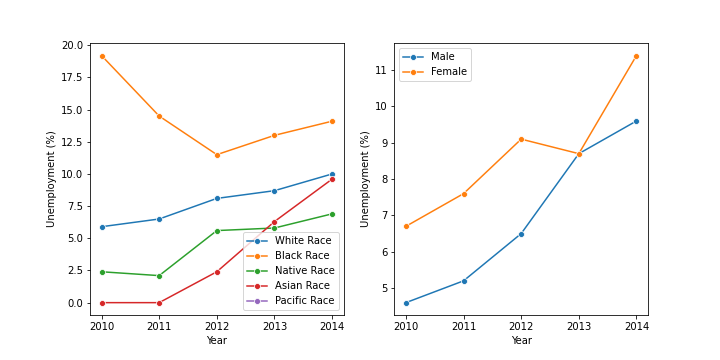 20.0
17.5
15.0
12.5
10.0
7.5
5.0
2.5
0.0
Unemployment (%)
2010 2011 2012 2013 2014
Year
White Race
Black Race
Native Race
Asian Race
Pacific Race
11
10
9
8
7
6
5
Unemployment (%)
2010 2011 2012 2013 2014
Year
Male
Female